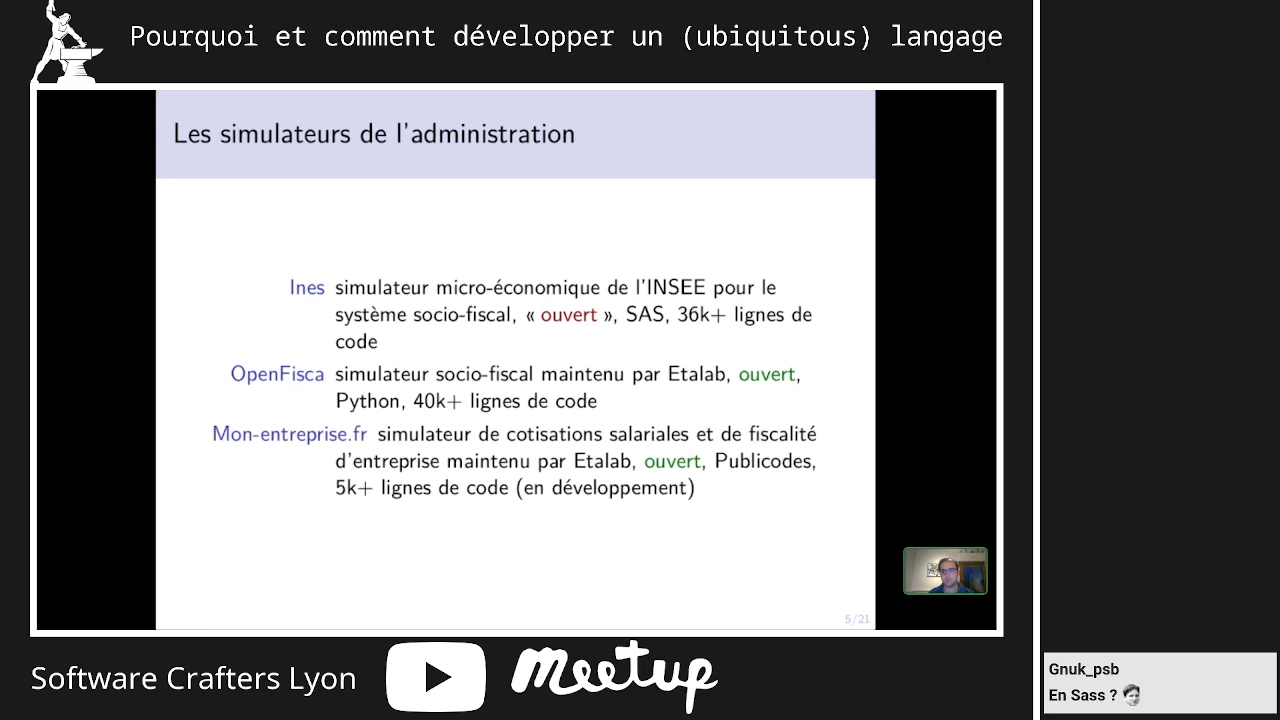 Pourquoi et comment développer un (ubiquitous) langage
Les simulateurs de l'administration
Ines simulateur micro-économique de l'INSEE pour le
système socio-fiscal, « ouvert », SAS, 36k+ lignes de
code
OpenFisca simulateur socio-fiscal maintenu par Etalab, ouvert,
Python, 40k+ lignes de code
Mon-entreprise.fr simulateur de cotisations salariales et de fiscalité
d'entreprise maintenu par Etalab, ouvert, Publicodes,
5k+ lignes de code (en développement)
5/21
Software Crafters Lyon
meetup
Gnuk_psb
En Sass ?